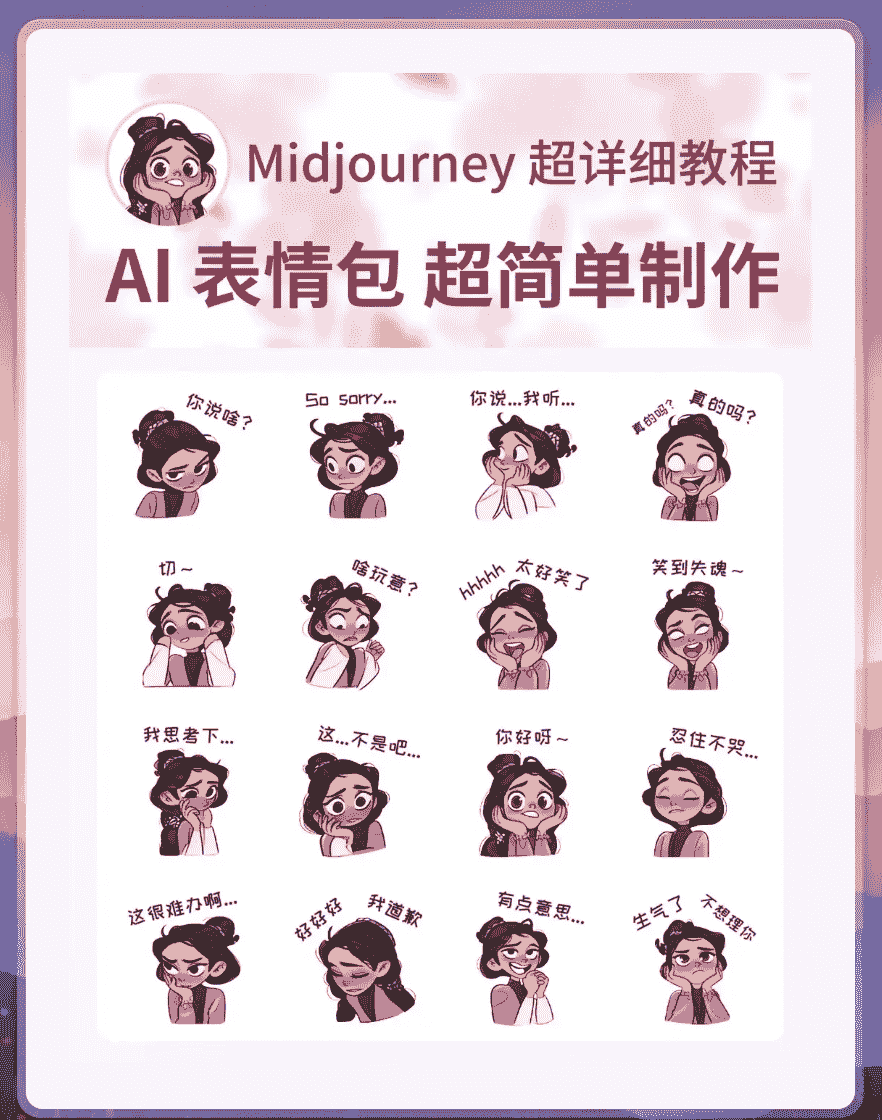 Midjourney 超详细教程
AI 表情包 超简单制作
你说啥?
So sorry...
你说...我听...
真的吗?
真的吗?
切~
啥玩意?
hhhhh 太好笑了
笑到失魂~
我思考下...
这...不是吧...
你好呀~
忍住不哭...
这很难办啊...
好好好 我道歉
有点意思...
生气了 不想理你